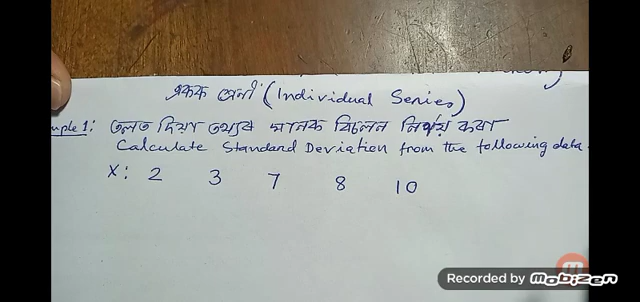 একক শ্ৰেণী (Individual Series)
mple 1: তলত দিয়া তথ্যৰ মানক বিচলন নিৰ্ণয় কৰা
Calculate Standard Deviation from the following data.
X: 2 3 7 8 10
Recorded by MOBIZEN